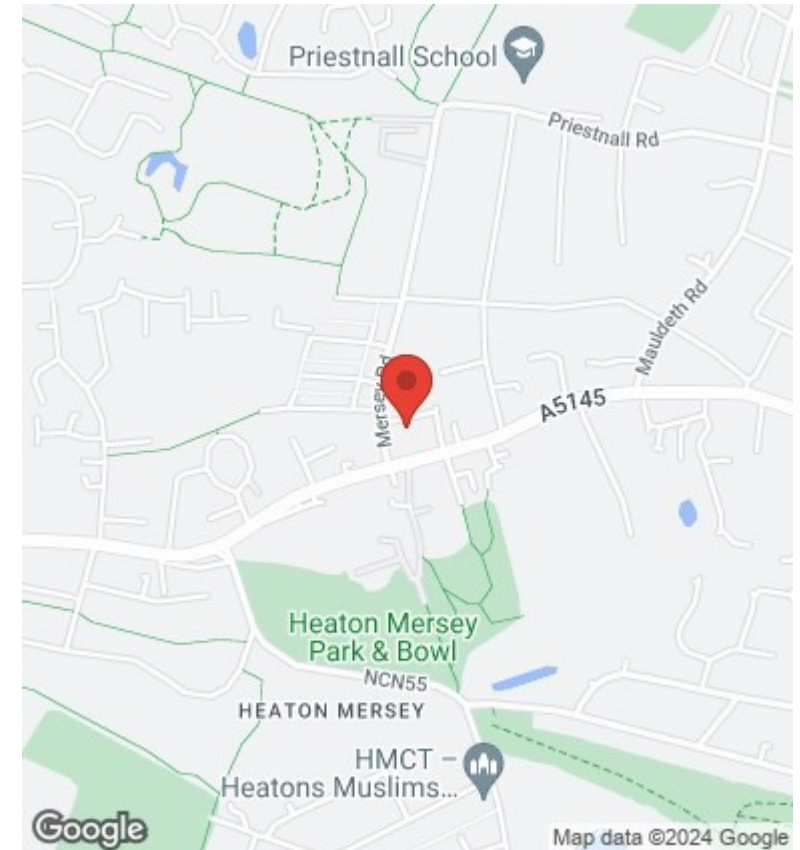 Priestnall School
Priestnall Rd
Mauldeth Rd
Mersey Rd
A5145
Heaton Mersey
Park & Bowl
NCN55
HEATON MERSEY
HMCT –
Heatons Muslims...
Google
Map data ©2024 Google